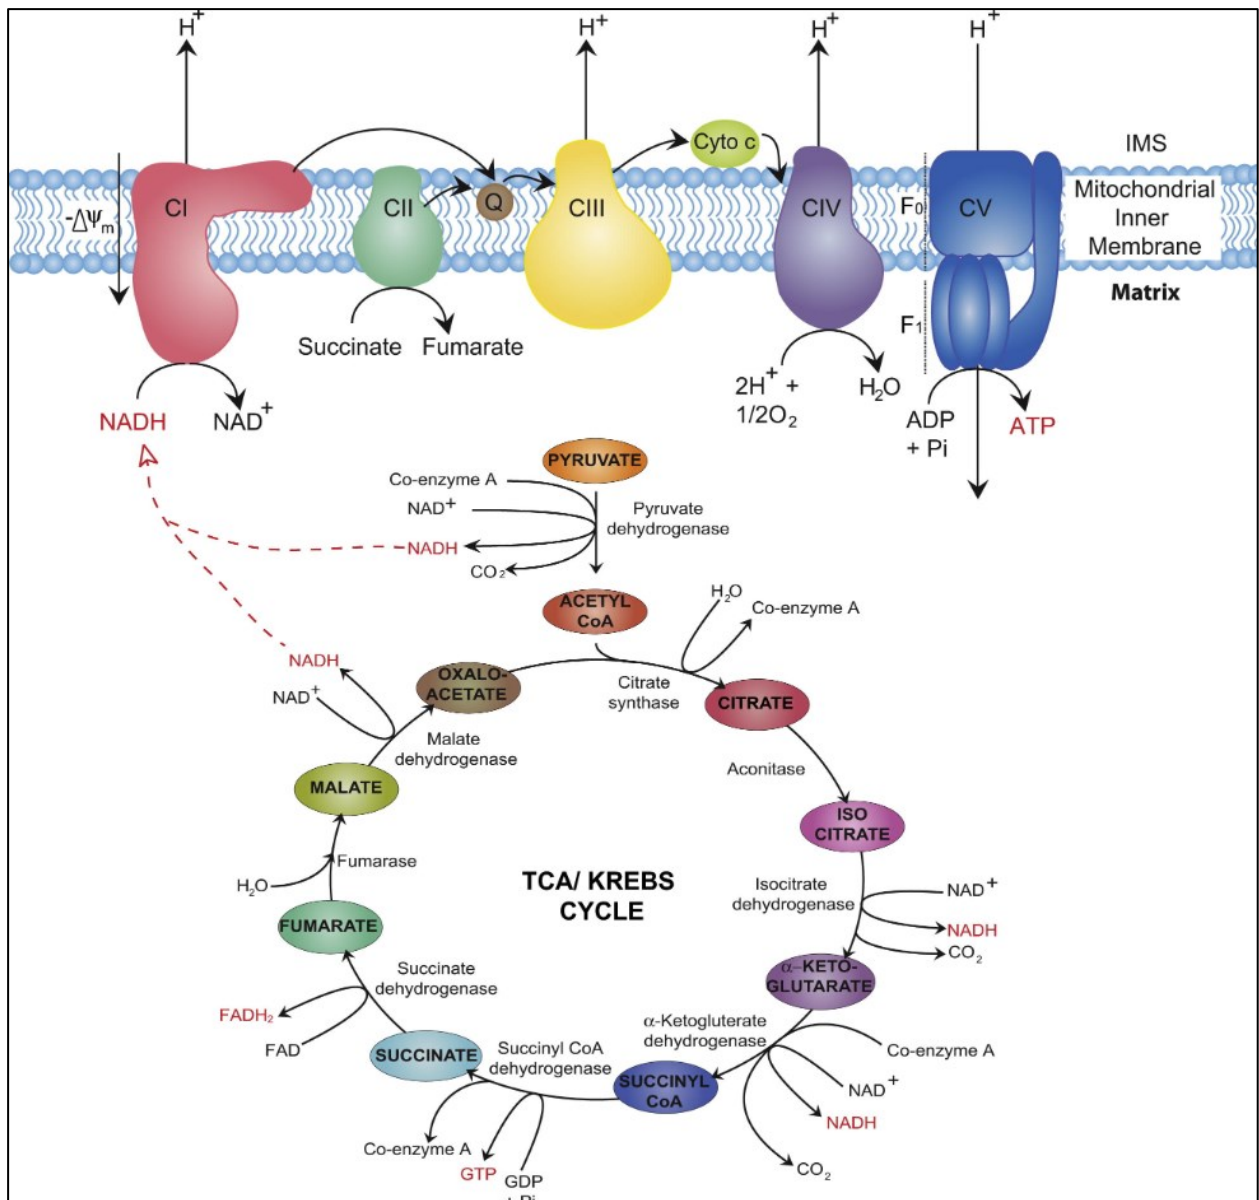 H+
H+
H+
H+
IMS
Cyto c
CI
CII
Q
CIII
CIV
F0
CV
Mitochondrial
Inner
Membrane
-ΔΨm
Matrix
F1
Succinate
Fumarate
NADH
NAD+
2H+ +
1/2O2
H2O
ADP
+ Pi
ATP
PYRUVATE
Co-enzyme A
NAD+
Pyruvate
dehydrogenase
NADH
CO2
ACETYL
CoA
H2O
Co-enzyme A
NADH
NAD+
OXALO-
ACETATE
Citrate
synthase
CITRATE
Malate
dehydrogenase
Aconitase
MALATE
ISO
CITRATE
Fumarase
H2O
TCA/ KREBS
CYCLE
Isocitrate
dehydrogenase
NAD+
NADH
CO2
FUMARATE
α-KETO-
GLUTARATE
Succinate
dehydrogenase
FADH2
FAD
α-Ketogluterate
dehydrogenase
Co-enzyme A
NAD+
NADH
CO2
SUCCINATE
Succinyl CoA
dehydrogenase
SUCCINYL
CoA
Co-enzyme A
GTP
GDP
+ Pi